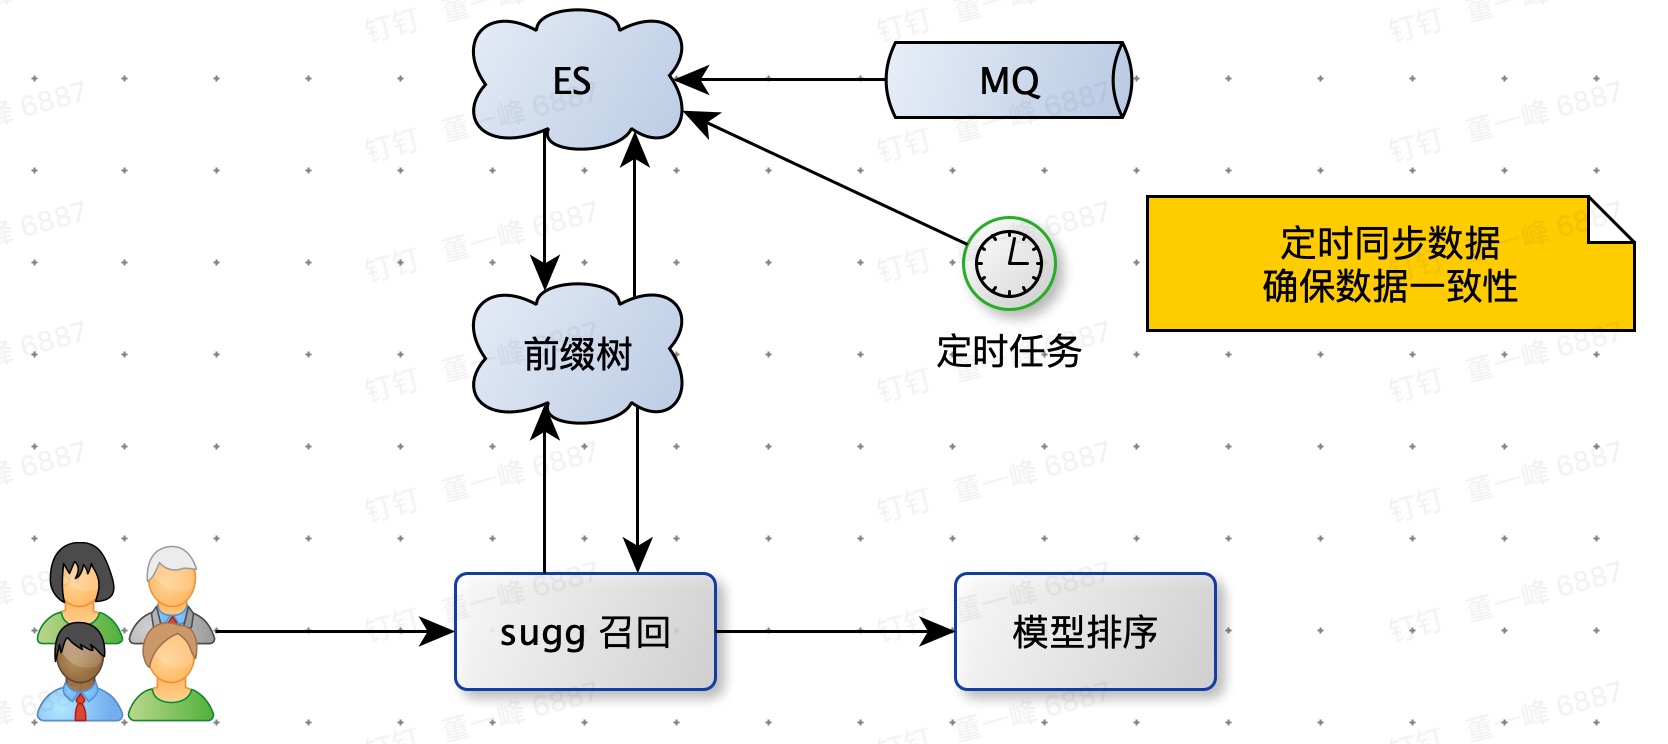 ES
MQ
定时同步数据
确保数据一致性
前缀树
定时任务
sugg 召回
模型排序
钉钉 董一峰 6887